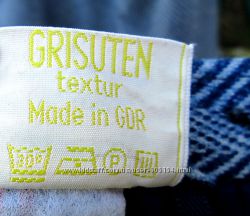 GRISUTEN
textur
Made in GDR
30°
P